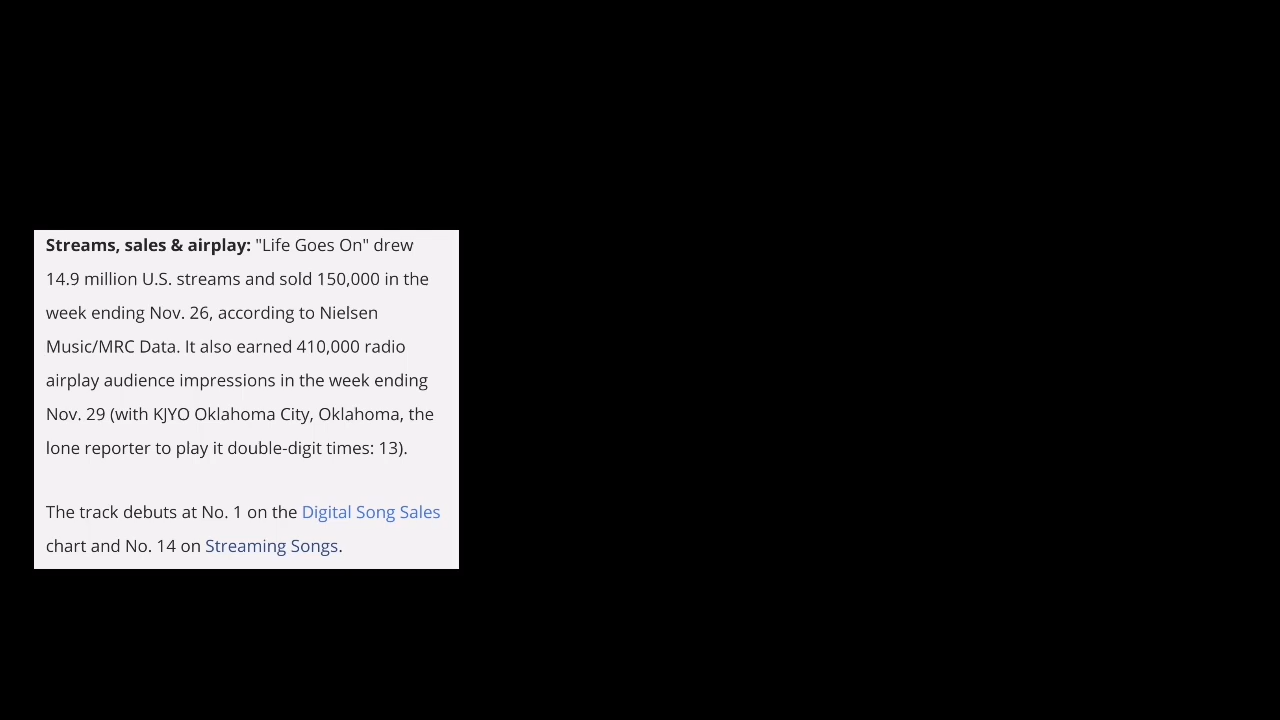 Streams, sales & airplay: "Life Goes On" drew
14.9 million U.S. streams and sold 150,000 in the
week ending Nov. 26, according to Nielsen
Music/MRC Data. It also earned 410,000 radio
airplay audience impressions in the week ending
Nov. 29 (with KJYO Oklahoma City, Oklahoma, the
lone reporter to play it double-digit times: 13).
The track debuts at No. 1 on the Digital Song Sales
chart and No. 14 on Streaming Songs.